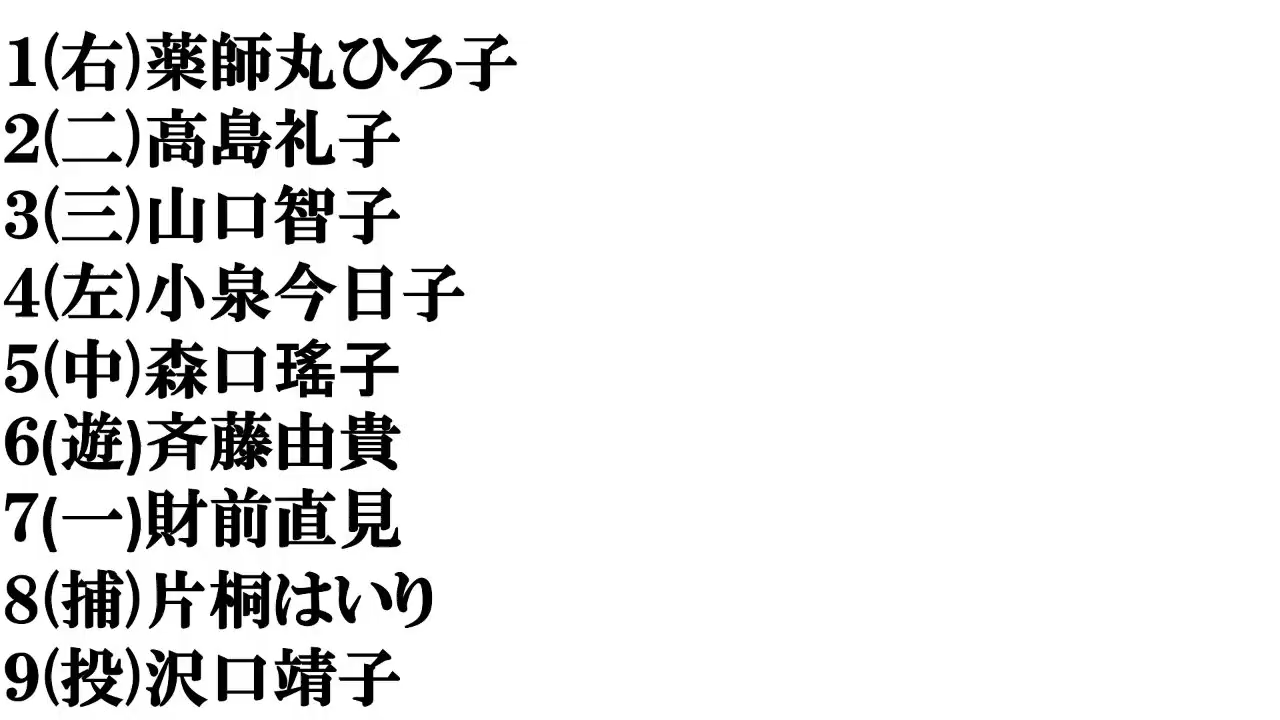 1(右)薬師丸ひろ子
2(二)高島礼子
3(三)山口智子
4(左)小泉今日子
5(中)森口瑤子
6(遊)斉藤由貴
7(一)財前直見
8(捕)片桐はいり
9(投)沢口靖子